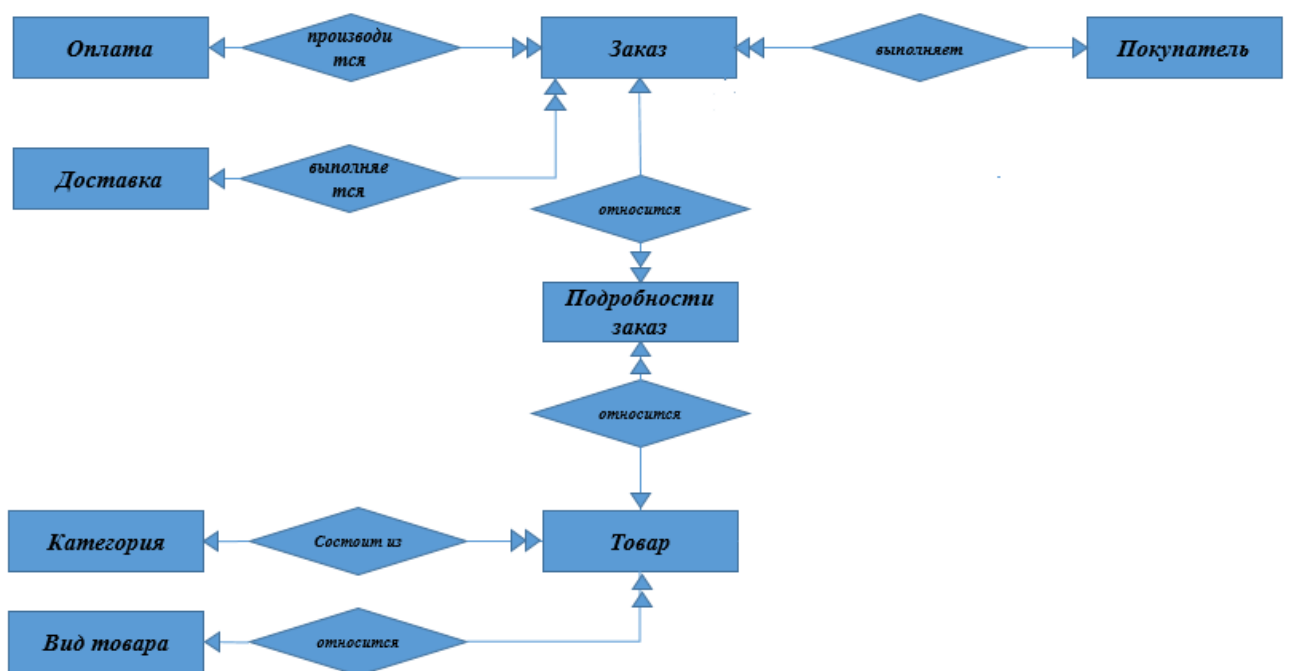 Оплата
производи
тся
Заказ
выполняет
Покупатель
Доставка
выполняе
тся
относится
Подробности
заказ
относится
Категория
Состоит из
Товар
Вид товара
относится